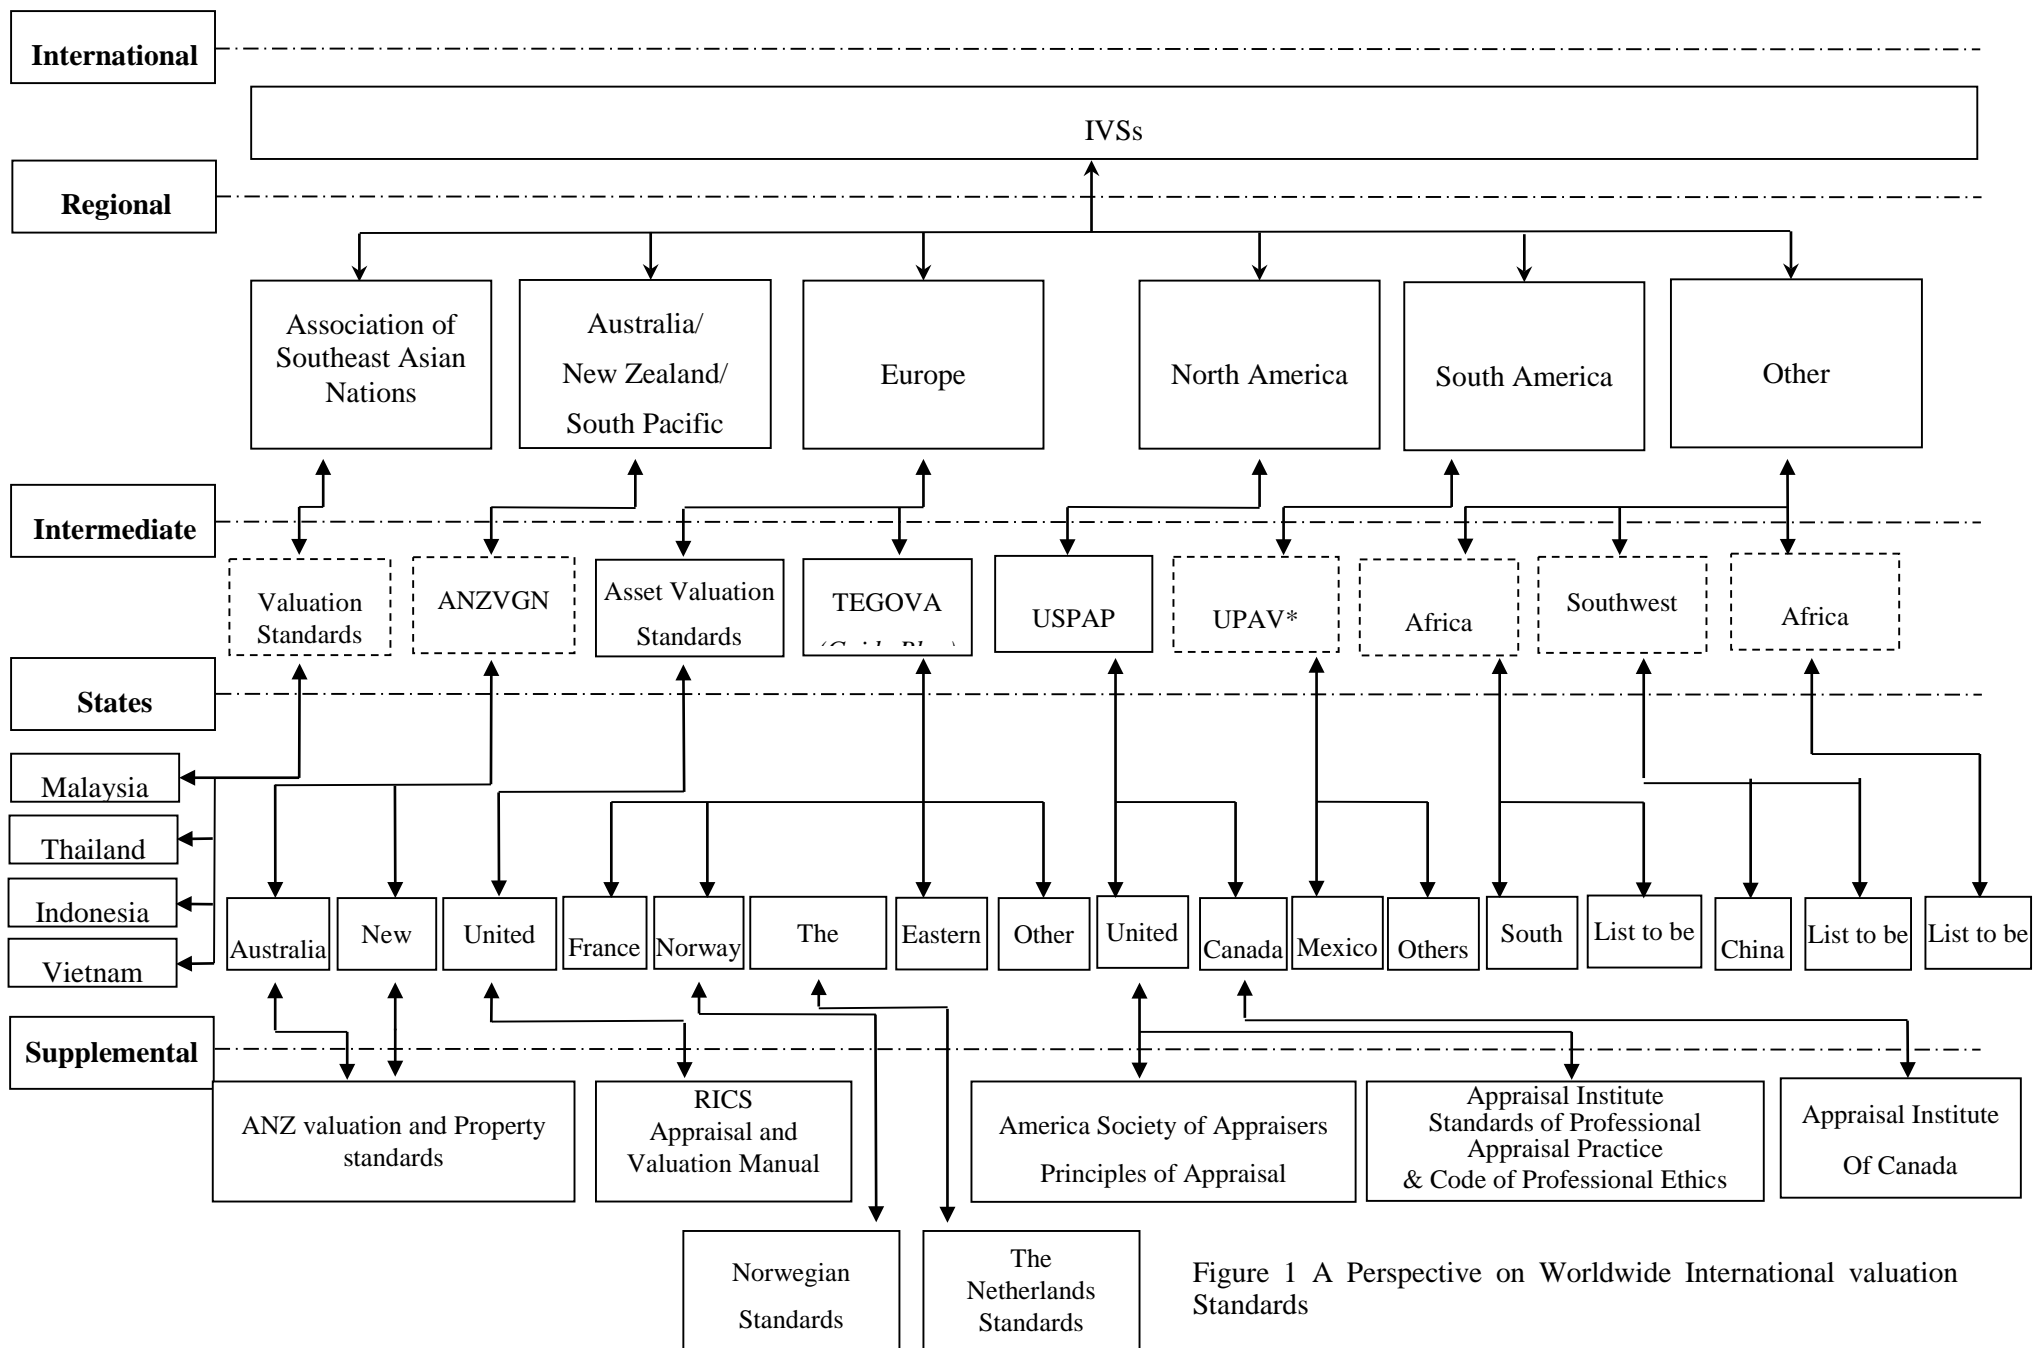 International
IVSs
Regional
Association of
Southeast Asian
Nations
Australia/
New Zealand/
South Pacific
Europe
North America
South America
Other
Intermediate
Valuation
Standards
ANZVGN
Asset Valuation
Standards
TEGOVA
USPAP
UPAV*
Africa
Southwest
Africa
States
Malaysia
Thailand
Indonesia
Vietnam
Australia
New
United
France
Norway
The
Eastern
Other
United
Canada
Mexico
Others
South
List to be
China
List to be
List to be
Supplemental
ANZ valuation and Property
standards
RICS
Appraisal and
Valuation Manual
America Society of Appraisers
Principles of Appraisal
Appraisal Institute
Standards of Professional
Appraisal Practice
& Code of Professional Ethics
Appraisal Institute
Of Canada
Norwegian
Standards
The
Netherlands
Standards
Figure 1 A Perspective on Worldwide International valuation
Standards